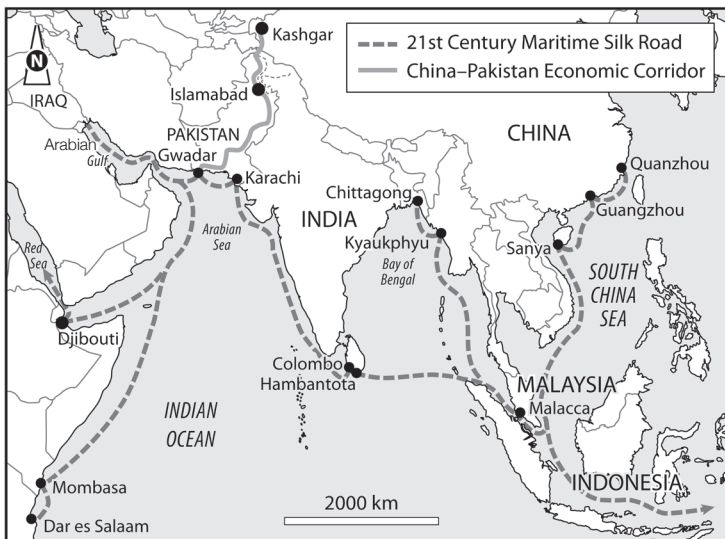 Kashgar
21st Century Maritime Silk Road
China–Pakistan Economic Corridor
N
IRAQ
Islamabad
PAKISTAN
Arabian
Gulf
Gwadar
Karachi
CHINA
Quanzhou
Guangzhou
Chittagong
INDIA
Kyaukphyu
Sanya
Arabian
Sea
Red
Sea
Bay of
Bengal
SOUTH
CHINA
SEA
Djibouti
Colombo
Hambantota
MALAYSIA
Malacca
INDIAN
OCEAN
INDONESIA
Mombasa
2000 km
Dar es Salaam